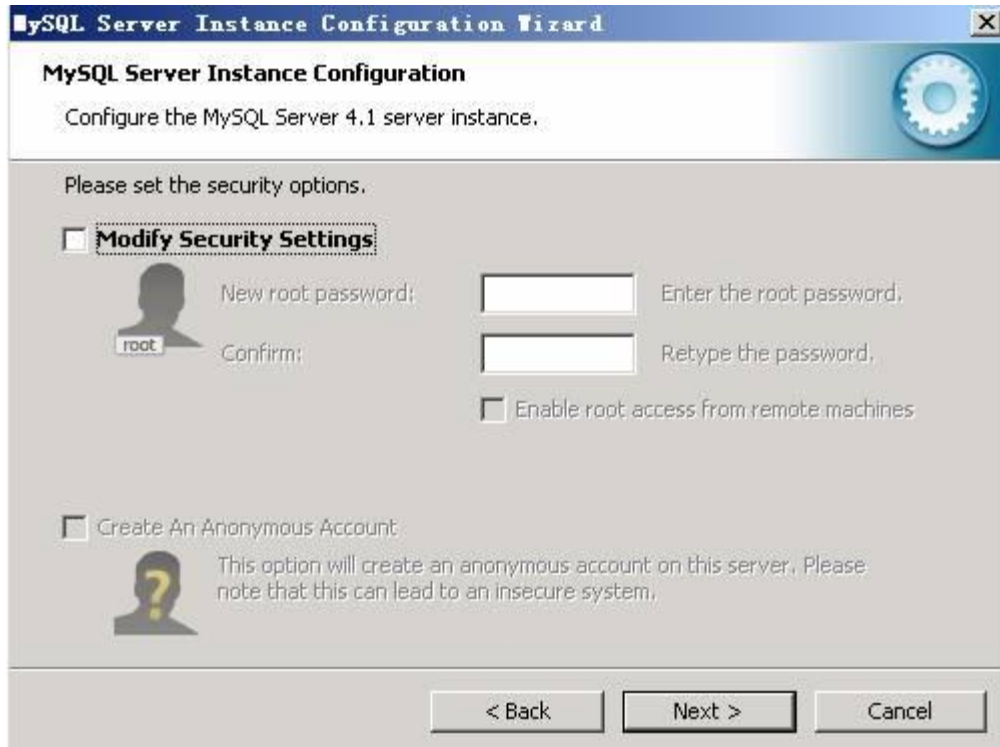 MySQL Server Instance Configuration Wizard
MySQL Server Instance Configuration
Configure the MySQL Server 4.1 server instance.
Please set the security options.
Modify Security Settings
New root password:
Enter the root password.
root
Confirm:
Retype the password.
Enable root access from remote machines
Create An Anonymous Account
This option will create an anonymous account on this server. Please
note that this can lead to an insecure system.
< Back
Next >
Cancel